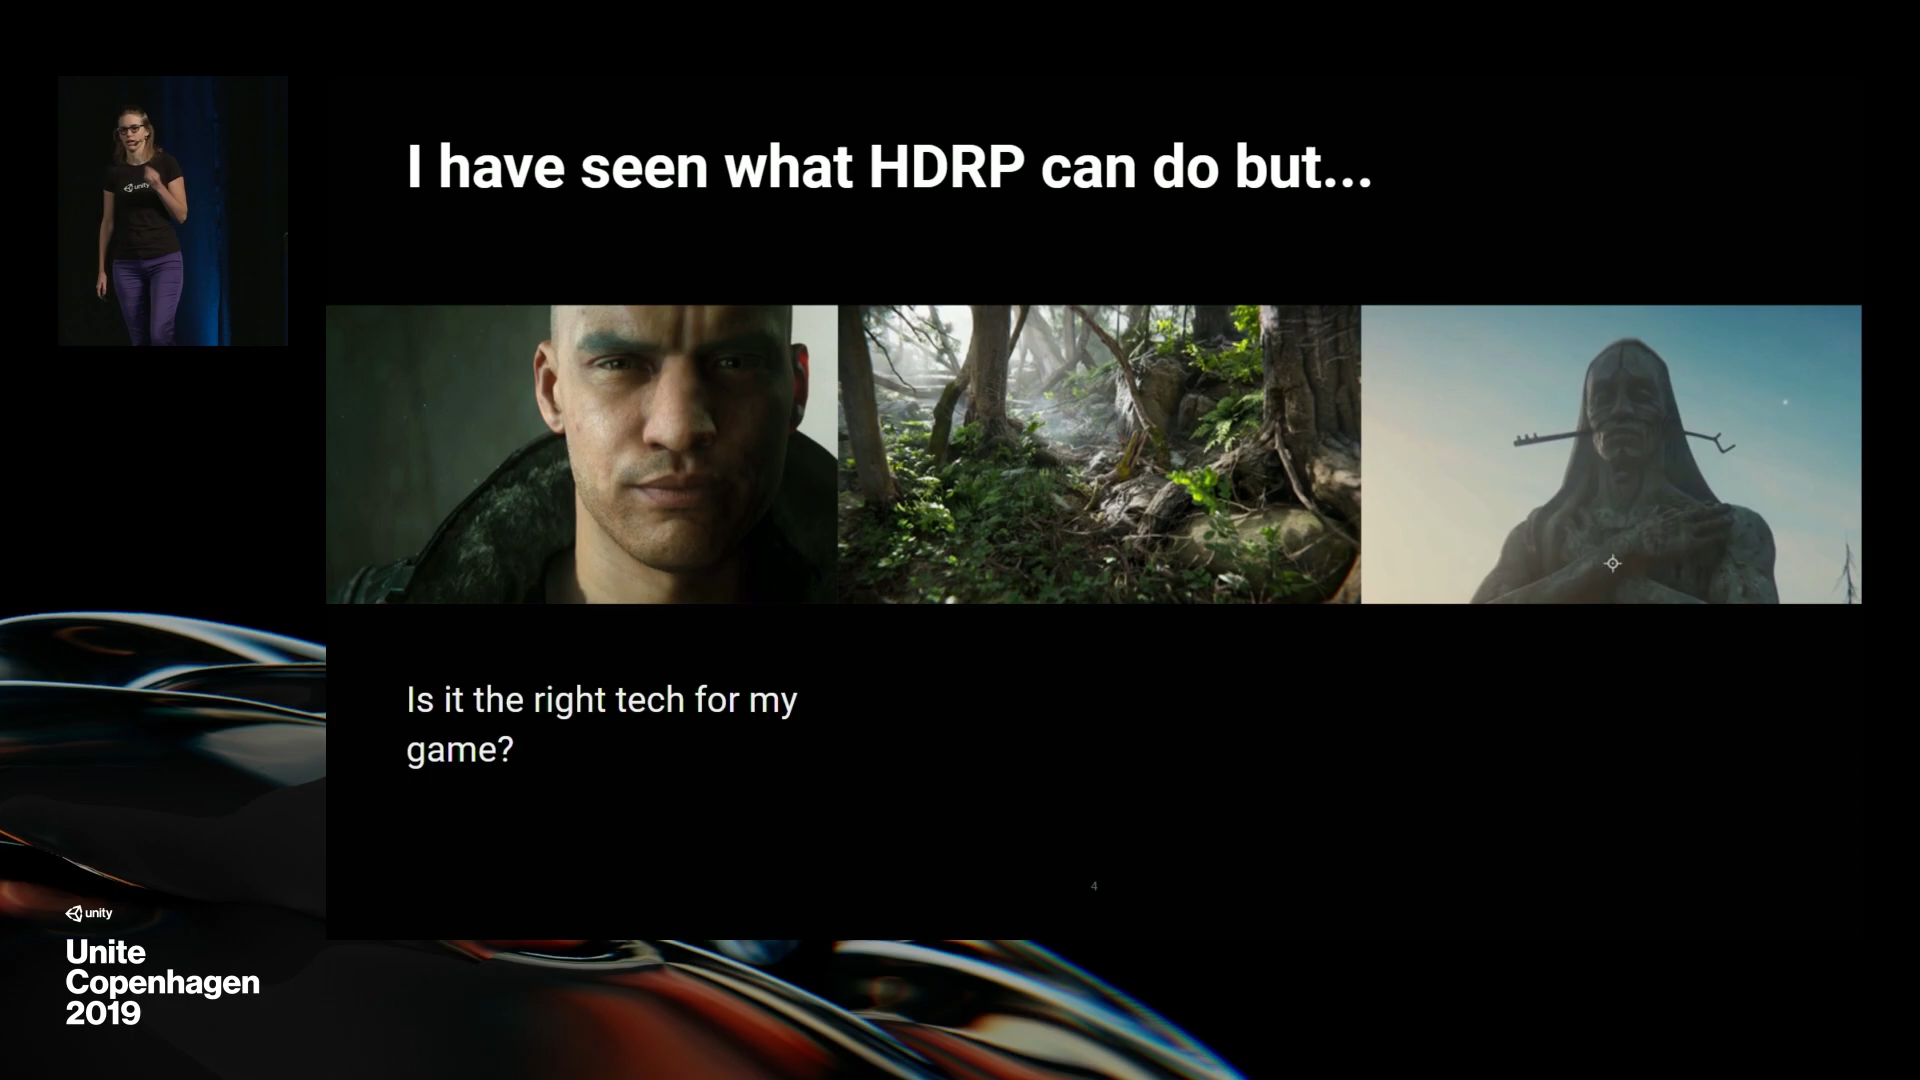 unity
I have seen what HDRP can do but...
Is it the right tech for my
game?
4
unity
Unite
Copenhagen
2019